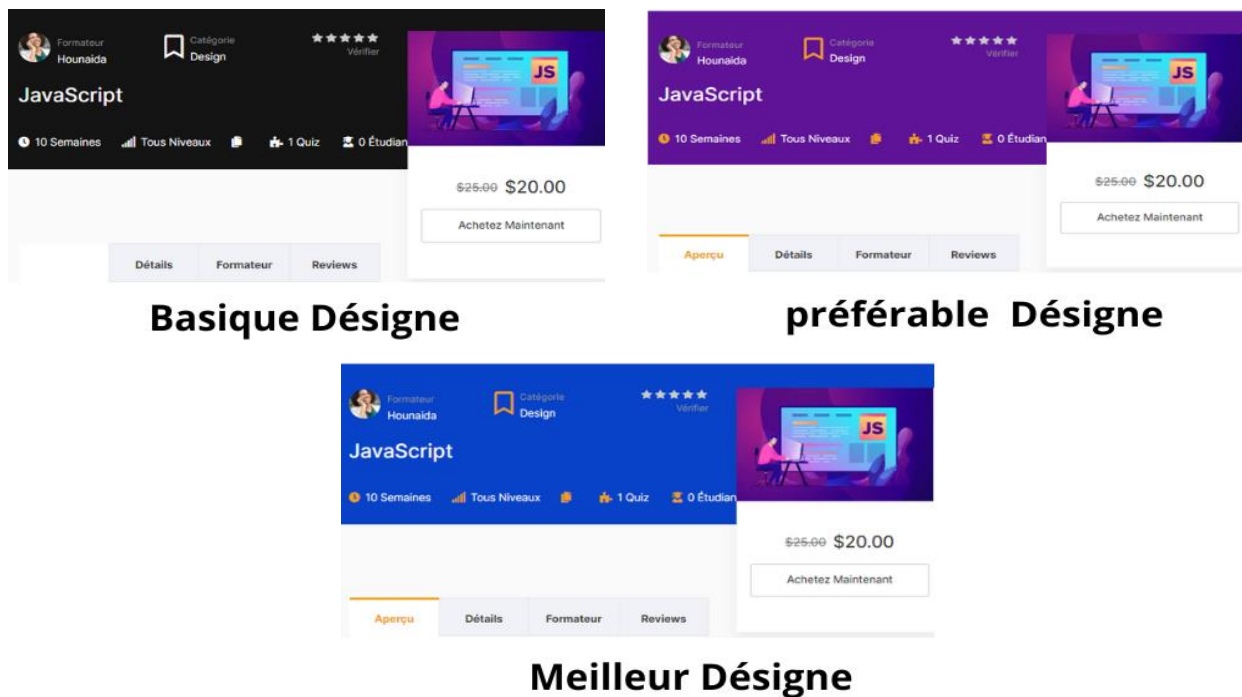 Formateur
Hounaida
Catégorie
Design
Vérifier
JavaScript
JS
10 Semaines Tous Niveaux 1 Quiz 0 Étudian
$25.00 $20.00
Achetez Maintenant
Détails Formateur Reviews
Basique Désigne
Formateur
Hounaida
Catégorie
Design
Vérifier
JavaScript
JS
10 Semaines Tous Niveaux 1 Quiz 0 Étudian
$25.00 $20.00
Achetez Maintenant
Aperçu Détails Formateur Reviews
préférable Désigne
Formateur
Hounaida
Catégorie
Design
Vérifier
JavaScript
JS
10 Semaines Tous Niveaux 1 Quiz 0 Étudian
$25.00 $20.00
Achetez Maintenant
Aperçu Détails Formateur Reviews
Meilleur Désigne